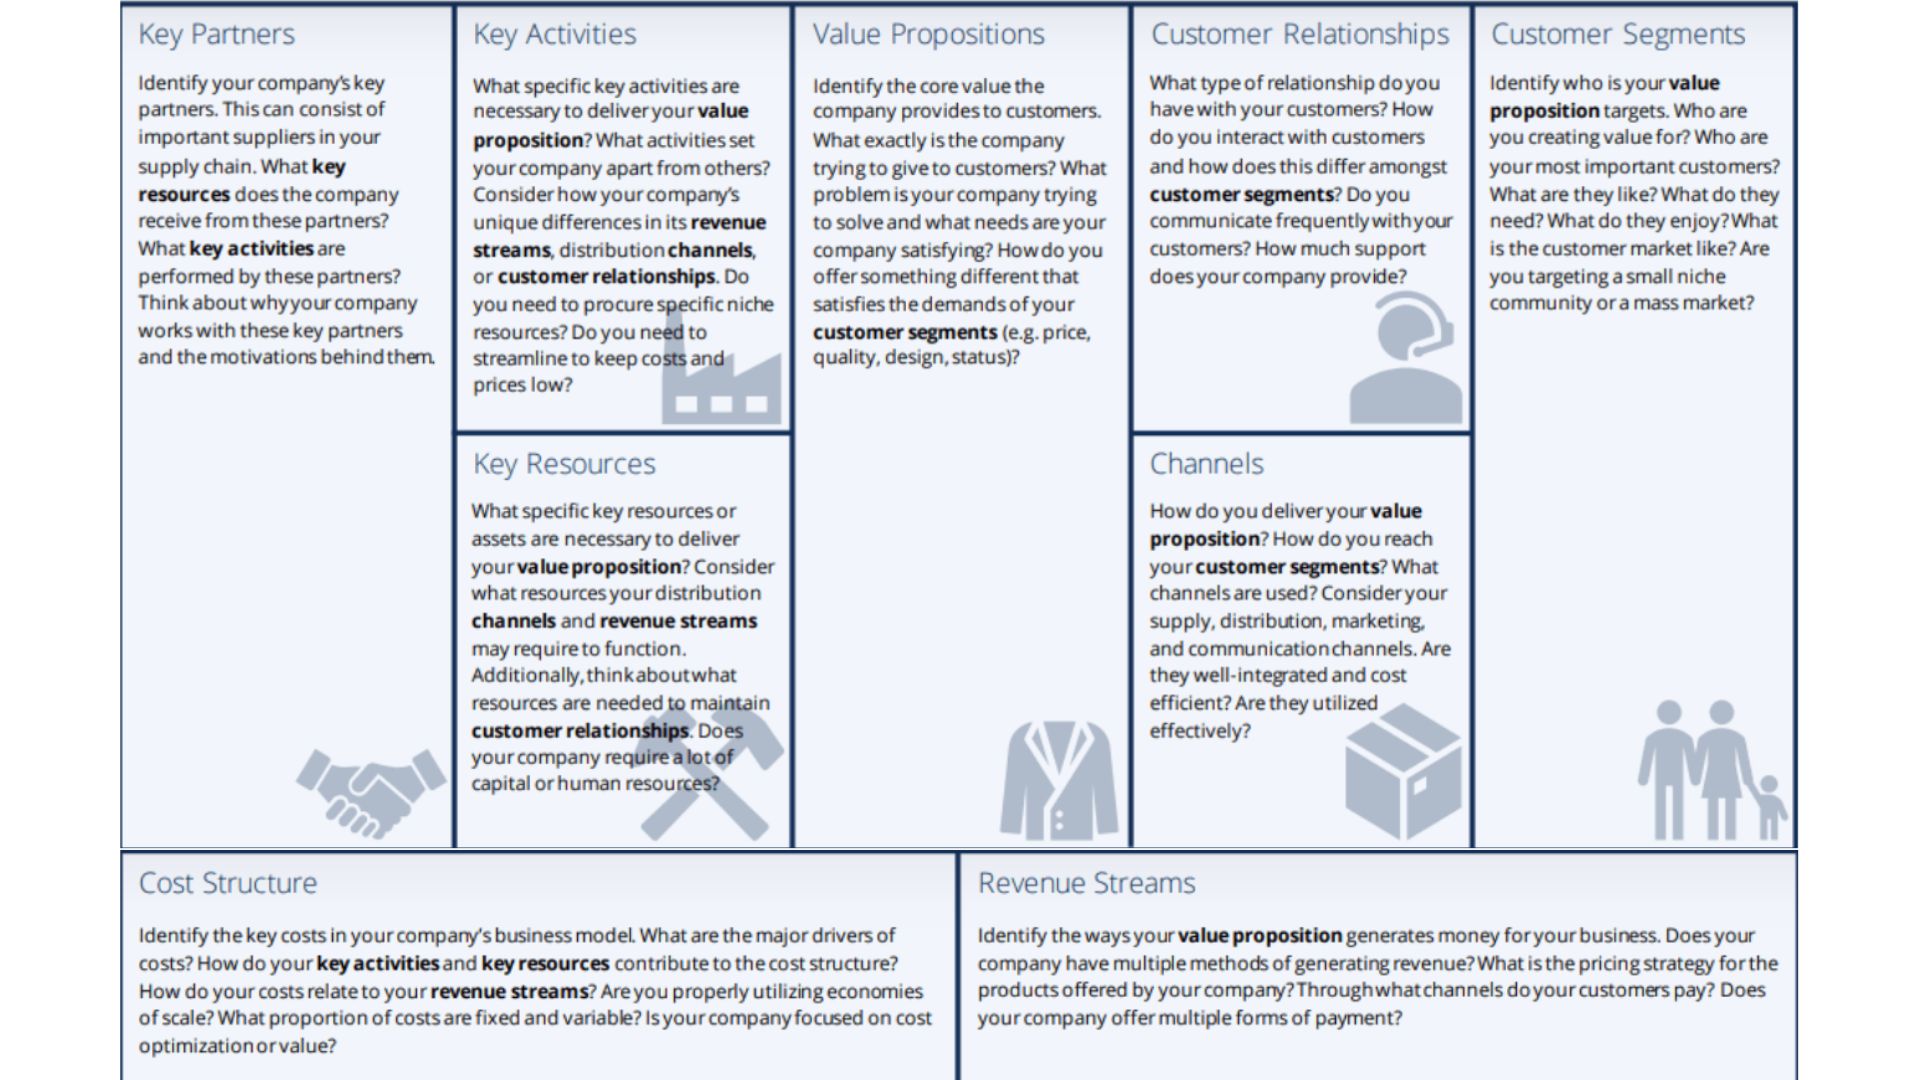 Key Partners
Identify your company's key
partners. This can consist of
important suppliers in your
supply chain. What key
resources does the company
receive from these partners?
What key activities are
performed by these partners?
Think about why your company
works with these key partners
and the motivations behind them.
Key Activities
What specific key activities are
necessary to deliver your value
proposition? What activities set
your company apart from others?
Consider how your company's
unique differences in its revenue
streams, distribution channels,
or customer relationships. Do
you need to procure specific niche
resources? Do you need to
streamline to keep costs and
prices low?
Key Resources
What specific key resources or
assets are necessary to deliver
your value proposition? Consider
what resources your distribution
channels and revenue streams
may require to function.
Additionally, think about what
resources are needed to maintain
customer relationships. Does
your company require a lot of
capital or human resources?
Value Propositions
Identify the core value the
company provides to customers.
What exactly is the company
trying to give to customers? What
problem is your company trying
to solve and what needs are your
company satisfying? How do you
offer something different that
satisfies the demands of your
customer segments (e.g. price,
quality, design, status)?
Customer Relationships
What type of relationship do you
have with your customers? How
do you interact with customers
and how does this differ amongst
customer segments? Do you
communicate frequently with your
customers? How much support
does your company provide?
Channels
How do you deliver your value
proposition? How do you reach
your customer segments? What
channels are used? Consider your
supply, distribution, marketing,
and communication channels. Are
they well-integrated and cost
efficient? Are they utilized
effectively?
Customer Segments
Identify who is your value
proposition targets. Who are
you creating value for? Who are
your most important customers?
What are they like? What do they
need? What do they enjoy? What
is the customer market like? Are
you targeting a small niche
community or a mass market?
Cost Structure
Identify the key costs in your company's business model. What are the major drivers of
costs? How do your key activities and key resources contribute to the cost structure?
How do your costs relate to your revenue streams? Are you properly utilizing economies
of scale? What proportion of costs are fixed and variable? Is your company focused on cost
optimization or value?
Revenue Streams
Identify the ways your value proposition generates money for your business. Does your
company have multiple methods of generating revenue? What is the pricing strategy for the
products offered by your company? Through what channels do your customers pay? Does
your company offer multiple forms of payment?